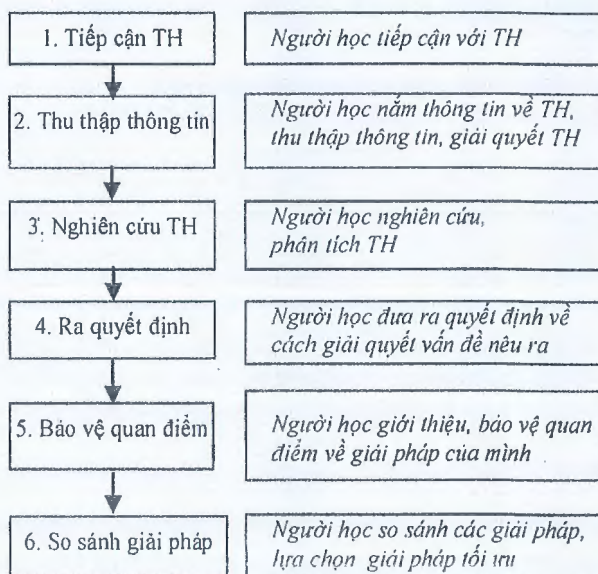 1. Tiếp cận TH
Người học tiếp cận với TH
2. Thu thập thông tin
Người học nắm thông tin về TH,
thu thập thông tin, giải quyết TH
3. Nghiên cứu TH
Người học nghiên cứu,
phân tích TH
4. Ra quyết định
Người học đưa ra quyết định về
cách giải quyết vấn đề nêu ra
5. Bảo vệ quan điểm
Người học giới thiệu, bảo vệ quan
điểm về giải pháp của mình
6. So sánh giải pháp
Người học so sánh các giải pháp,
lựa chọn giải pháp tối ưu